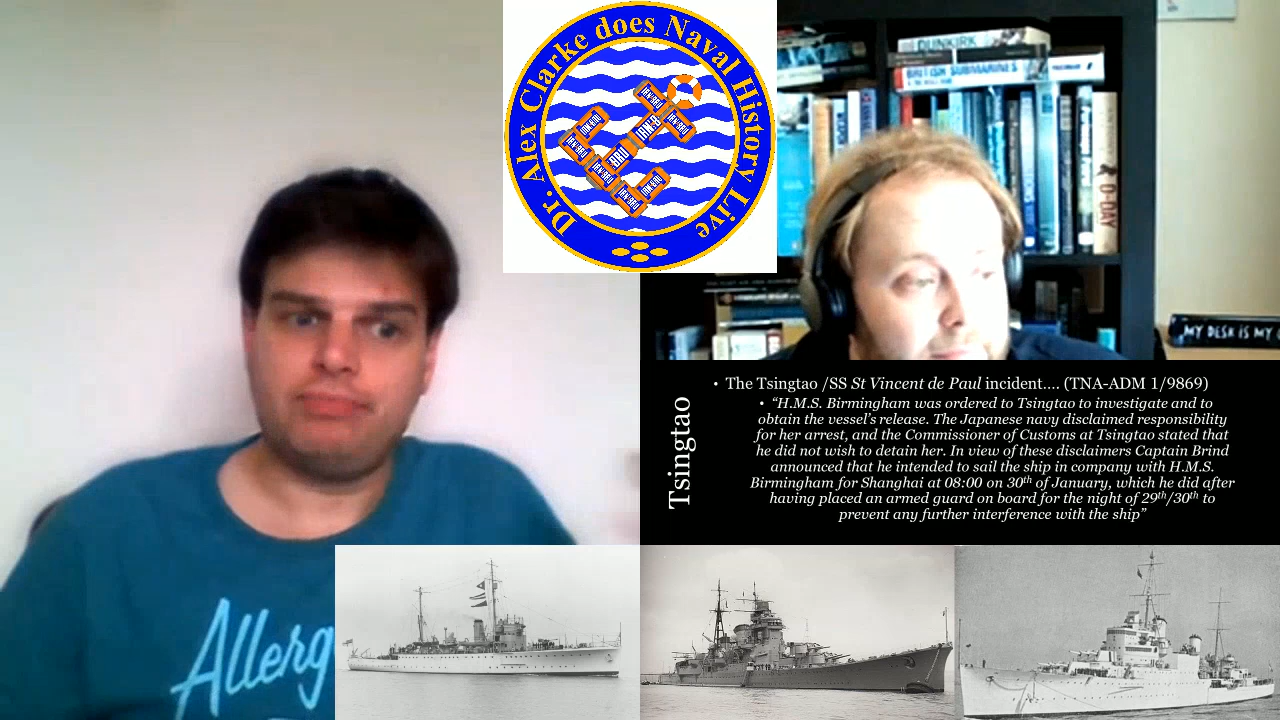 Dr. Alex Clarke does Naval History Live
DUNKIRK
BRITISH SUBMARINES
D-DAY
MY DESK IS MY
Tsingtao
• The Tsingtao /SS St Vincent de Paul incident…. (TNA-ADM 1/9869)
• “H.M.S. Birmingham was ordered to Tsingtao to investigate and to
obtain the vessel’s release. The Japanese navy disclaimed responsibility
for her arrest, and the Commissioner of Customs at Tsingtao stated that
he did not wish to detain her. In view of these disclaimers Captain Brind
announced that he intended to sail the ship in company with H.M.S.
Birmingham for Shanghai at 08:00 on 30th of January, which he did after
having placed an armed guard on board for the night of 29th/30th to
prevent any further interference with the ship”
Allerg